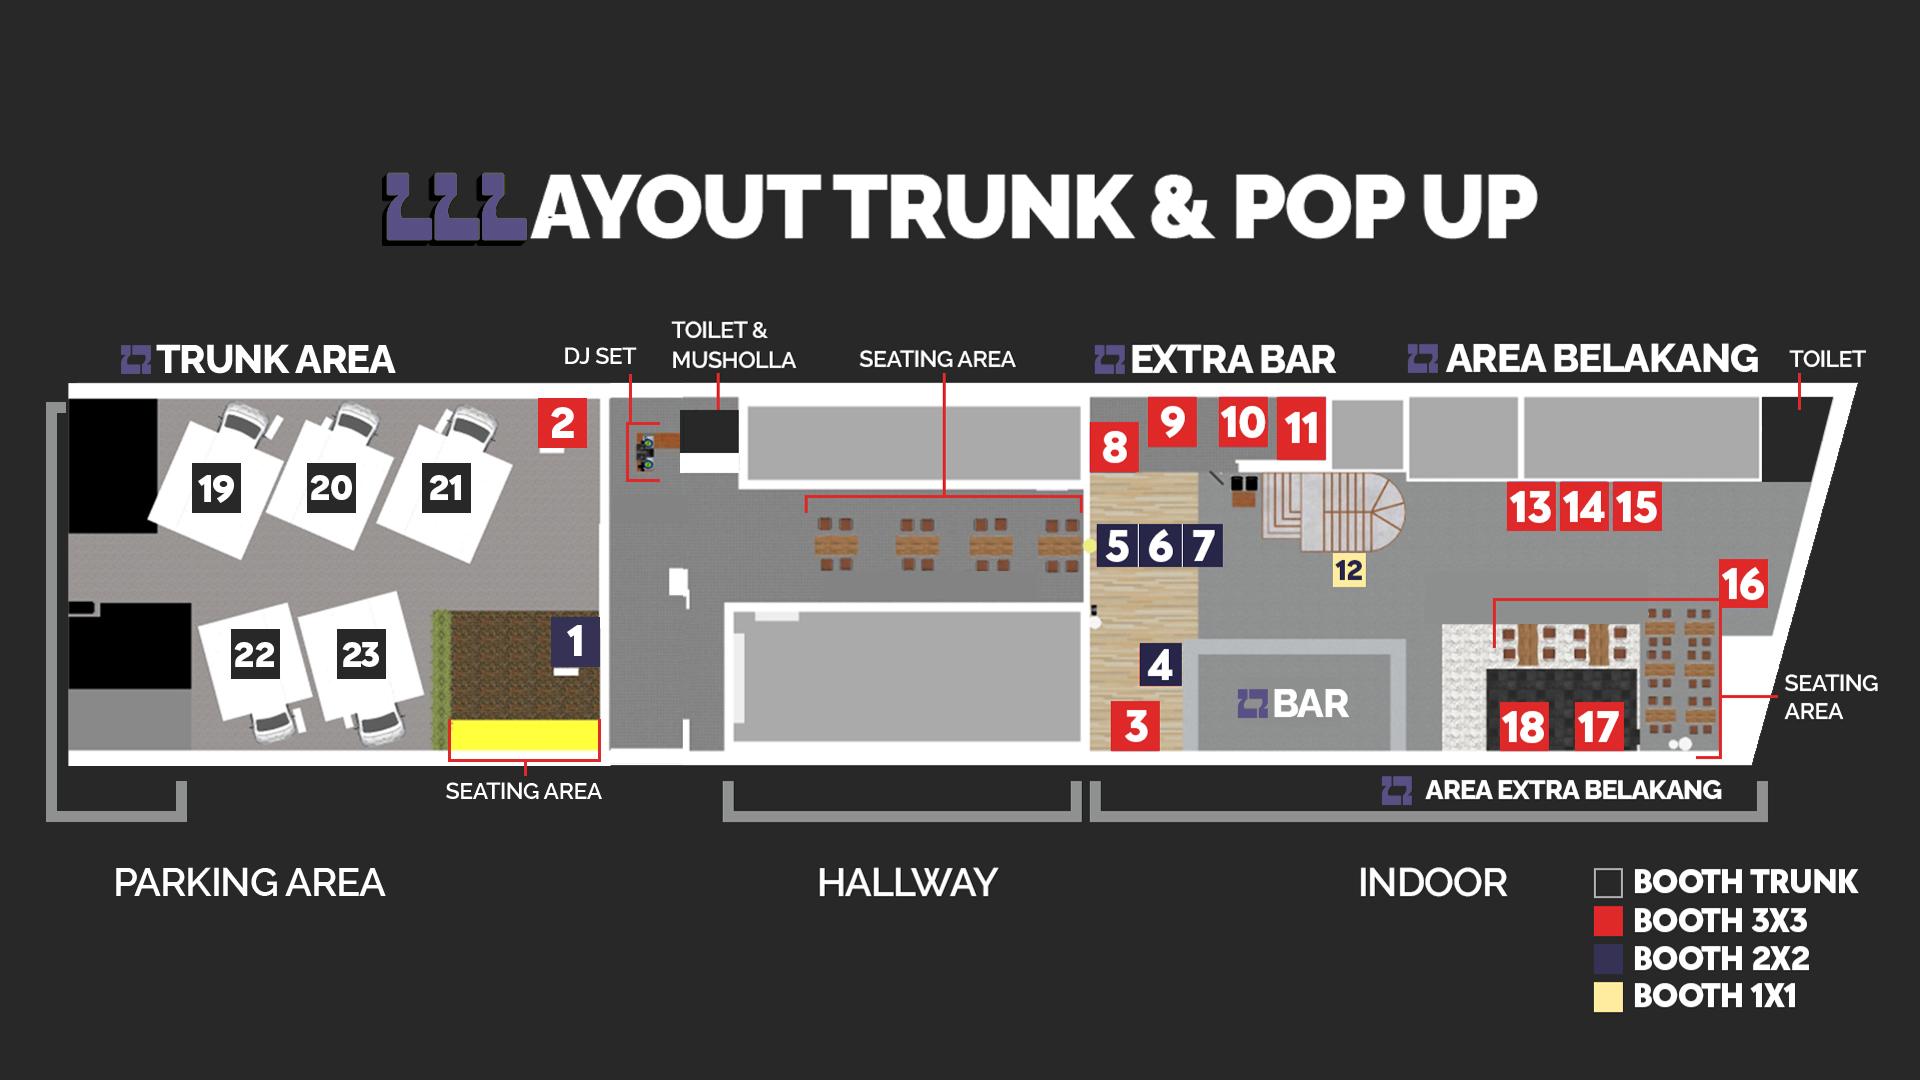 LAYOUT TRUNK & POP UP
TRUNK AREA
DJ SET
TOILET &
MUSHOLLA
SEATING AREA
EXTRA BAR
AREA BELAKANG
TOILET
2
9
10
11
8
19
20
21
13
14
15
5
6
7
12
16
22
23
1
4
BAR
3
18
17
SEATING
AREA
SEATING AREA
AREA EXTRA BELAKANG
PARKING AREA
HALLWAY
INDOOR
BOOTH TRUNK
BOOTH 3X3
BOOTH 2X2
BOOTH 1X1